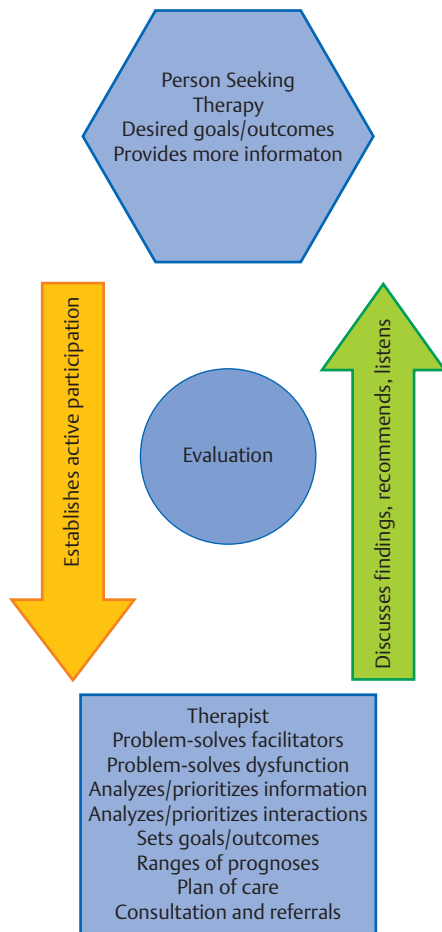 Person Seeking
Therapy
Desired goals/outcomes
Provides more informaton
Establishes active participation
Evaluation
Discusses findings, recommends, listens
Therapist
Problem-solves facilitators
Problem-solves dysfunction
Analyzes/prioritizes information
Analyzes/prioritizes interactions
Sets goals/outcomes
Ranges of prognoses
Plan of care
Consultation and referrals